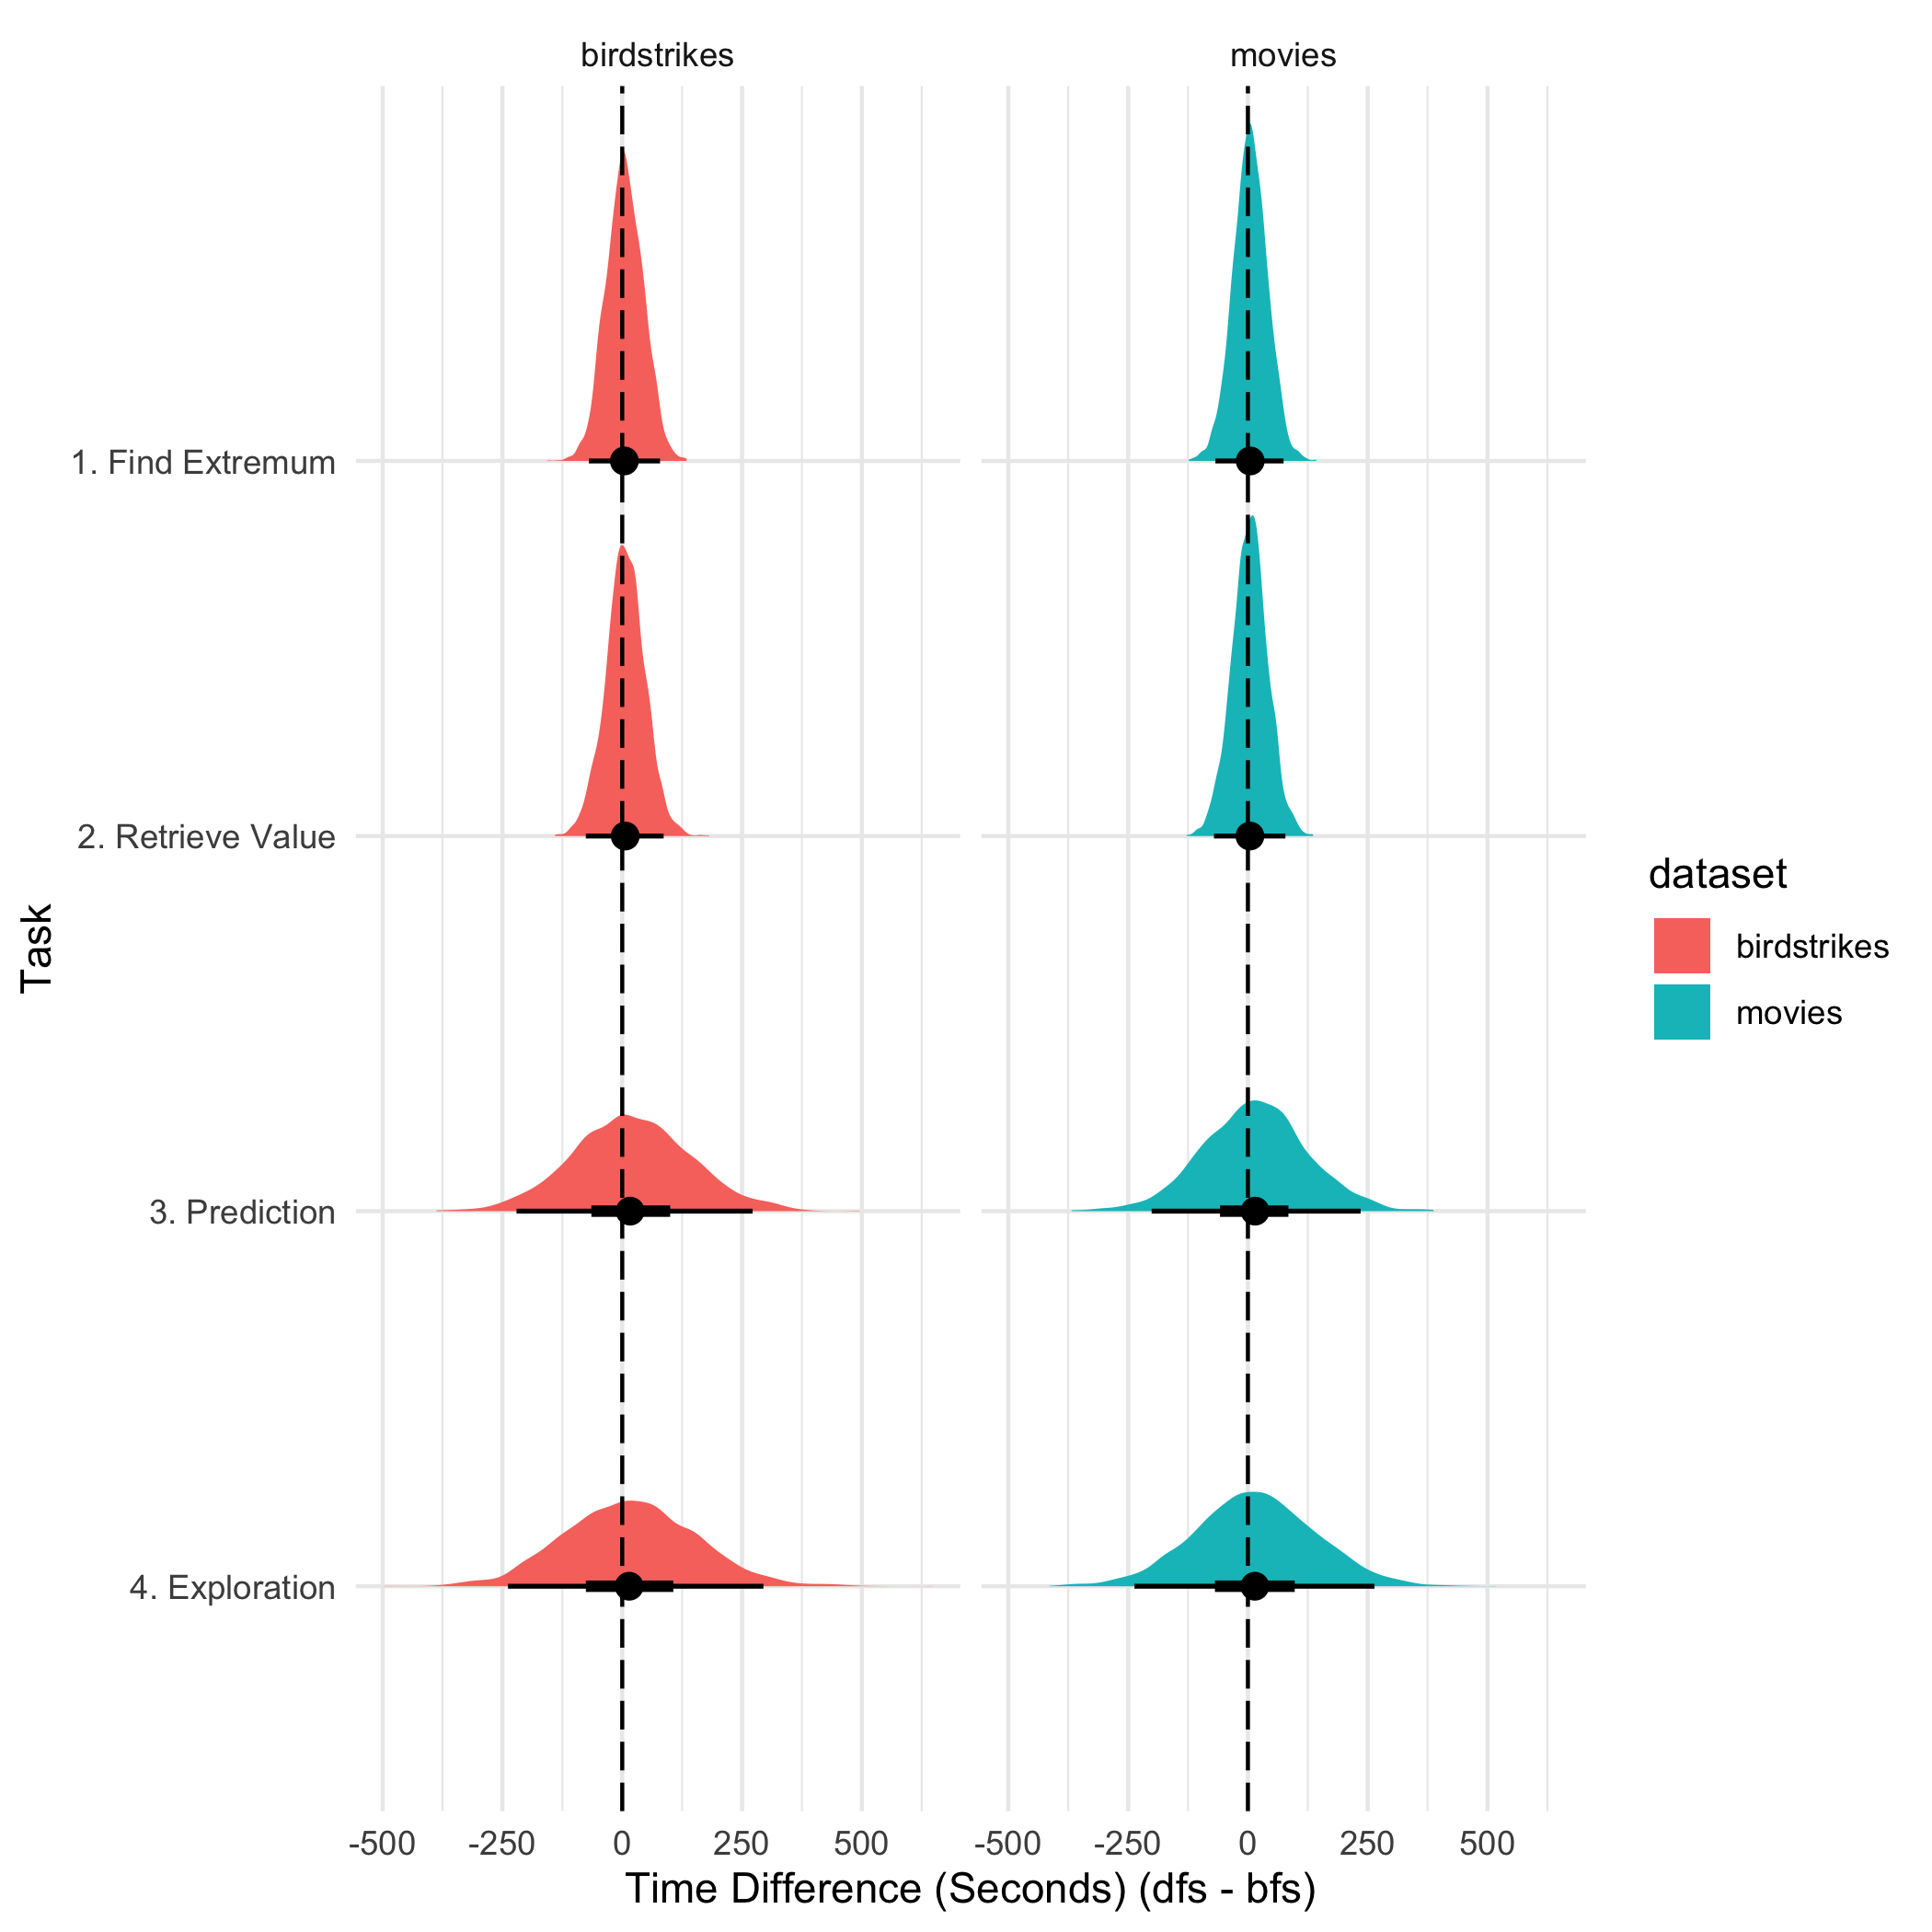 birdstrikes
movies
1. Find Extremum
2. Retrieve Value
3. Prediction
4. Exploration
Task
-500 -250 0 250 500
-500 -250 0 250 500
Time Difference (Seconds) (dfs - bfs)
dataset
birdstrikes
movies